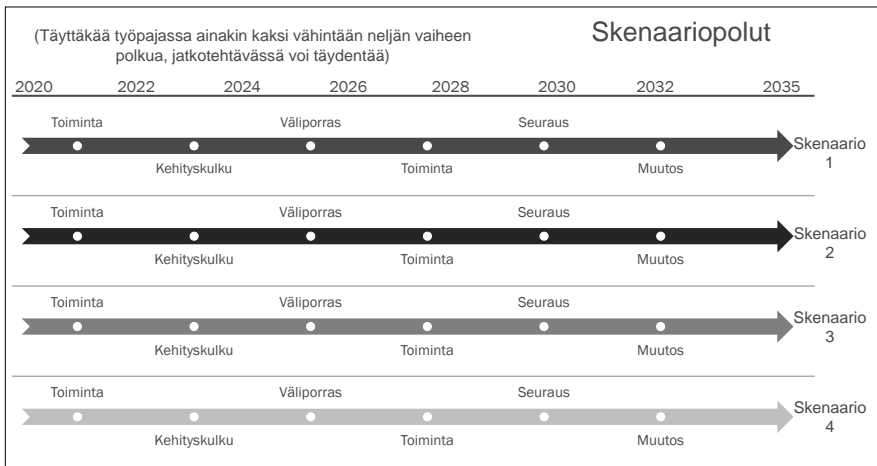 Skenaariopolut
(Täyttäkää työpajassa ainakin kaksi vähintään neljän vaiheen
polkua, jatkotehtävässä voi täydentää)
2020 2022 2024 2026 2028 2030 2032 2035
Toiminta Väliporras Seuraus
Kehityskulku Toiminta Muutos
Skenaario
1
Toiminta Väliporras Seuraus
Kehityskulku Toiminta Muutos
Skenaario
2
Toiminta Väliporras Seuraus
Kehityskulku Toiminta Muutos
Skenaario
3
Toiminta Väliporras Seuraus
Kehityskulku Toiminta Muutos
Skenaario
4